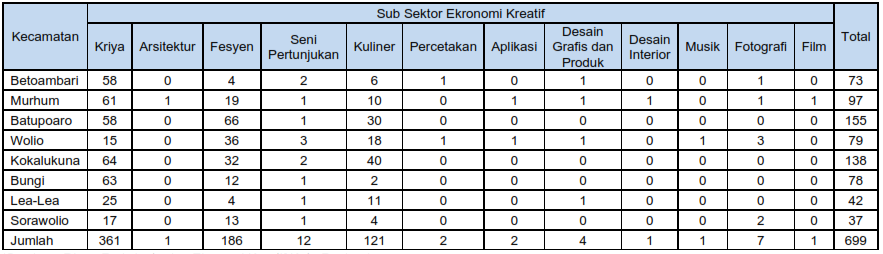 Kecamatan Sub Sektor Ekronomi Kreatif Total
Kriya Arsitektur Fesyen Seni Pertunjukan Kuliner Percetakan Aplikasi Desain Grafis dan Produk Desain Interior Musik Fotografi Film
Betoambari 58 0 4 2 6 1 0 1 0 0 1 0 73
Murhum 61 1 19 1 10 0 1 1 1 0 1 1 97
Batupoaro 58 0 66 1 30 0 0 0 0 0 0 0 155
Wolio 15 0 36 3 18 1 1 1 0 1 3 0 79
Kokalukuna 64 0 32 2 40 0 0 0 0 0 0 0 138
Bungi 63 0 12 1 2 0 0 0 0 0 0 0 78
Lea-Lea 25 0 4 1 11 0 0 1 0 0 0 0 42
Sorawolio 17 0 13 1 4 0 0 0 0 0 2 0 37
Jumlah 361 1 186 12 121 2 2 4 1 1 7 1 699